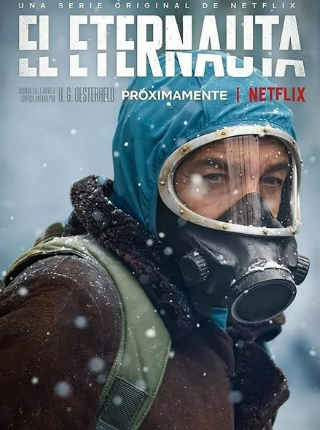 UNA SERIE ORIGINAL DE NETFLIX
EL ETERNAUTA
BASADA EN LA NOVELA
GRÁFICA CREADA POR H. G. OESTERHELD
PRÓXIMAMENTE | NETFLIX